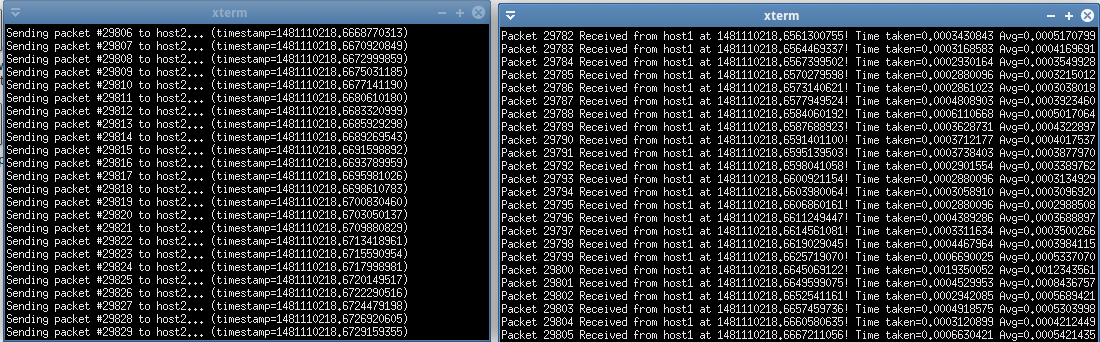 xterm
Sending packet #29806 to host2... (timestamp=1481110218.6668770313)
Sending packet #29807 to host2... (timestamp=1481110218.6670920849)
Sending packet #29808 to host2... (timestamp=1481110218.6672999859)
Sending packet #29809 to host2... (timestamp=1481110218.6675031185)
Sending packet #29810 to host2... (timestamp=1481110218.6677141190)
Sending packet #29811 to host2... (timestamp=1481110218.6680610180)
Sending packet #29812 to host2... (timestamp=1481110218.6683320999)
Sending packet #29813 to host2... (timestamp=1481110218.6685929298)
Sending packet #29814 to host2... (timestamp=1481110218.6689269543)
Sending packet #29815 to host2... (timestamp=1481110218.6691598892)
Sending packet #29816 to host2... (timestamp=1481110218.6693789959)
Sending packet #29817 to host2... (timestamp=1481110218.6695981026)
Sending packet #29818 to host2... (timestamp=1481110218.6698610783)
Sending packet #29819 to host2... (timestamp=1481110218.6700830460)
Sending packet #29820 to host2... (timestamp=1481110218.6703050137)
Sending packet #29821 to host2... (timestamp=1481110218.6709880829)
Sending packet #29822 to host2... (timestamp=1481110218.6713418961)
Sending packet #29823 to host2... (timestamp=1481110218.6715590954)
Sending packet #29824 to host2... (timestamp=1481110218.6717998981)
Sending packet #29825 to host2... (timestamp=1481110218.6720149517)
Sending packet #29826 to host2... (timestamp=1481110218.6722290516)
Sending packet #29827 to host2... (timestamp=1481110218.6724479198)
Sending packet #29828 to host2... (timestamp=1481110218.6726920605)
Sending packet #29829 to host2... (timestamp=1481110218.6729159355)
xterm
Packet 29782 Received from host1 at 1481110218.6561300755! Time taken=0.0003430843 Avg=0.0005170799
Packet 29783 Received from host1 at 1481110218.6564469337! Time taken=0.0003168583 Avg=0.0004169691
Packet 29784 Received from host1 at 1481110218.6567399502! Time taken=0.0002930164 Avg=0.0003549928
Packet 29785 Received from host1 at 1481110218.6570279598! Time taken=0.0002880096 Avg=0.0003215012
Packet 29786 Received from host1 at 1481110218.6573140621! Time taken=0.0002861023 Avg=0.0003038018
Packet 29787 Received from host1 at 1481110218.6577949524! Time taken=0.0004808903 Avg=0.0003923460
Packet 29788 Received from host1 at 1481110218.6584060192! Time taken=0.0006110668 Avg=0.0005017064
Packet 29789 Received from host1 at 1481110218.6587688923! Time taken=0.0003628731 Avg=0.0004322897
Packet 29790 Received from host1 at 1481110218.6591401100! Time taken=0.0003712177 Avg=0.0004017537
Packet 29791 Received from host1 at 1481110218.6595139503! Time taken=0.0003738403 Avg=0.0003877970
Packet 29792 Received from host1 at 1481110218.6598041058! Time taken=0.0002901554 Avg=0.0003389762
Packet 29793 Received from host1 at 1481110218.6600921154! Time taken=0.0002880096 Avg=0.0003134929
Packet 29794 Received from host1 at 1481110218.6603980064! Time taken=0.0003058910 Avg=0.0003096920
Packet 29795 Received from host1 at 1481110218.6606860161! Time taken=0.0002880096 Avg=0.0002988508
Packet 29796 Received from host1 at 1481110218.6611249447! Time taken=0.0004389286 Avg=0.0003688897
Packet 29797 Received from host1 at 1481110218.6614561081! Time taken=0.0003311634 Avg=0.0003500266
Packet 29798 Received from host1 at 1481110218.6619029045! Time taken=0.0004467964 Avg=0.0003984115
Packet 29799 Received from host1 at 1481110218.6625719070! Time taken=0.0006690025 Avg=0.0005337070
Packet 29800 Received from host1 at 1481110218.6645069122! Time taken=0.0019350052 Avg=0.0012343561
Packet 29801 Received from host1 at 1481110218.6649599075! Time taken=0.0004529953 Avg=0.0008436757
Packet 29802 Received from host1 at 1481110218.6652541161! Time taken=0.0002942085 Avg=0.0005689421
Packet 29803 Received from host1 at 1481110218.6657459736! Time taken=0.0004918575 Avg=0.0005303998
Packet 29804 Received from host1 at 1481110218.6660580635! Time taken=0.0003120899 Avg=0.0004212449
Packet 29805 Received from host1 at 1481110218.6667211056! Time taken=0.0006630421 Avg=0.0005421435